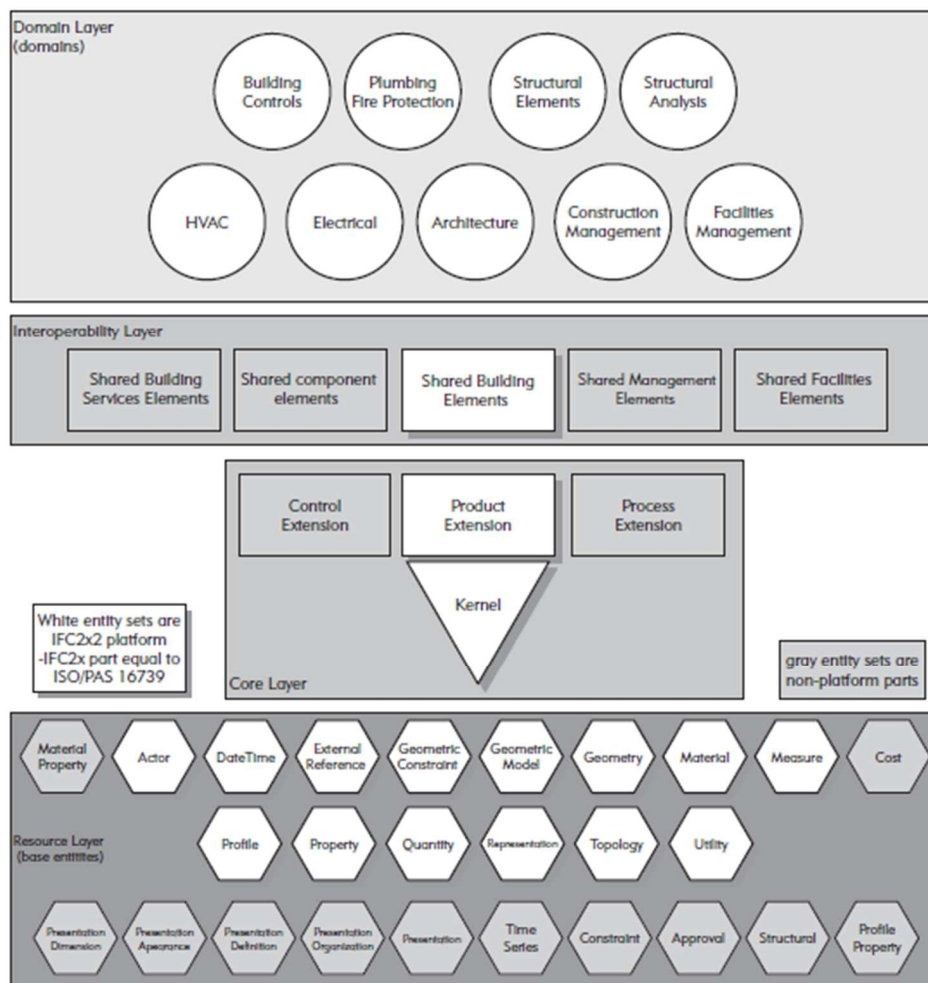 Domain Layer
(domains)
Building
Controls
Plumbing
Fire Protection
Structural
Elements
Structural
Analysis
HVAC
Electrical
Architecture
Construction
Management
Facilities
Management
Interoperability Layer
Shared Building
Services Elements
Shared component
elements
Shared Building
Elements
Shared Management
Elements
Shared Facilities
Elements
Control
Extension
Product
Extension
Process
Extension
Kernel
White entity sets are
IFC2x2 platform
-IFC2x part equal to
ISO/PAS 16739
Core Layer
gray entity sets are
non-platform parts
Material
Property
Actor
DateTime
External
Reference
Geometric
Constraint
Geometric
Model
Geometry
Material
Measure
Cost
Resource Layer
(base entitites)
Profile
Property
Quantity
Representation
Topology
Utility
Presentation
Dimension
Presentation
Apearance
Presentation
Definition
Presentation
Organization
Presentation
Time
Series
Constraint
Approval
Structural
Profile
Property